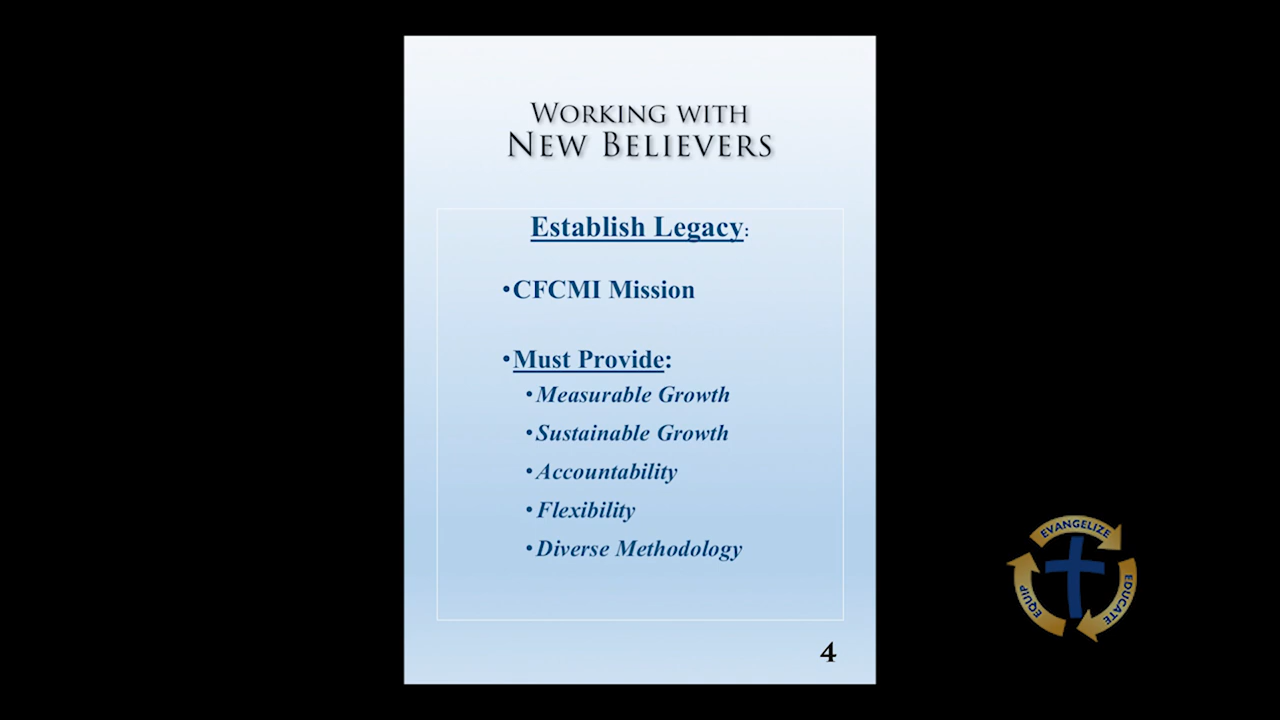 WORKING WITH
NEW BELIEVERS
Establish Legacy:
•CFCMI Mission
•Must Provide:
•Measurable Growth
•Sustainable Growth
•Accountability
•Flexibility
•Diverse Methodology
4
EVANGELIZE
EDUCATE
EQUIP